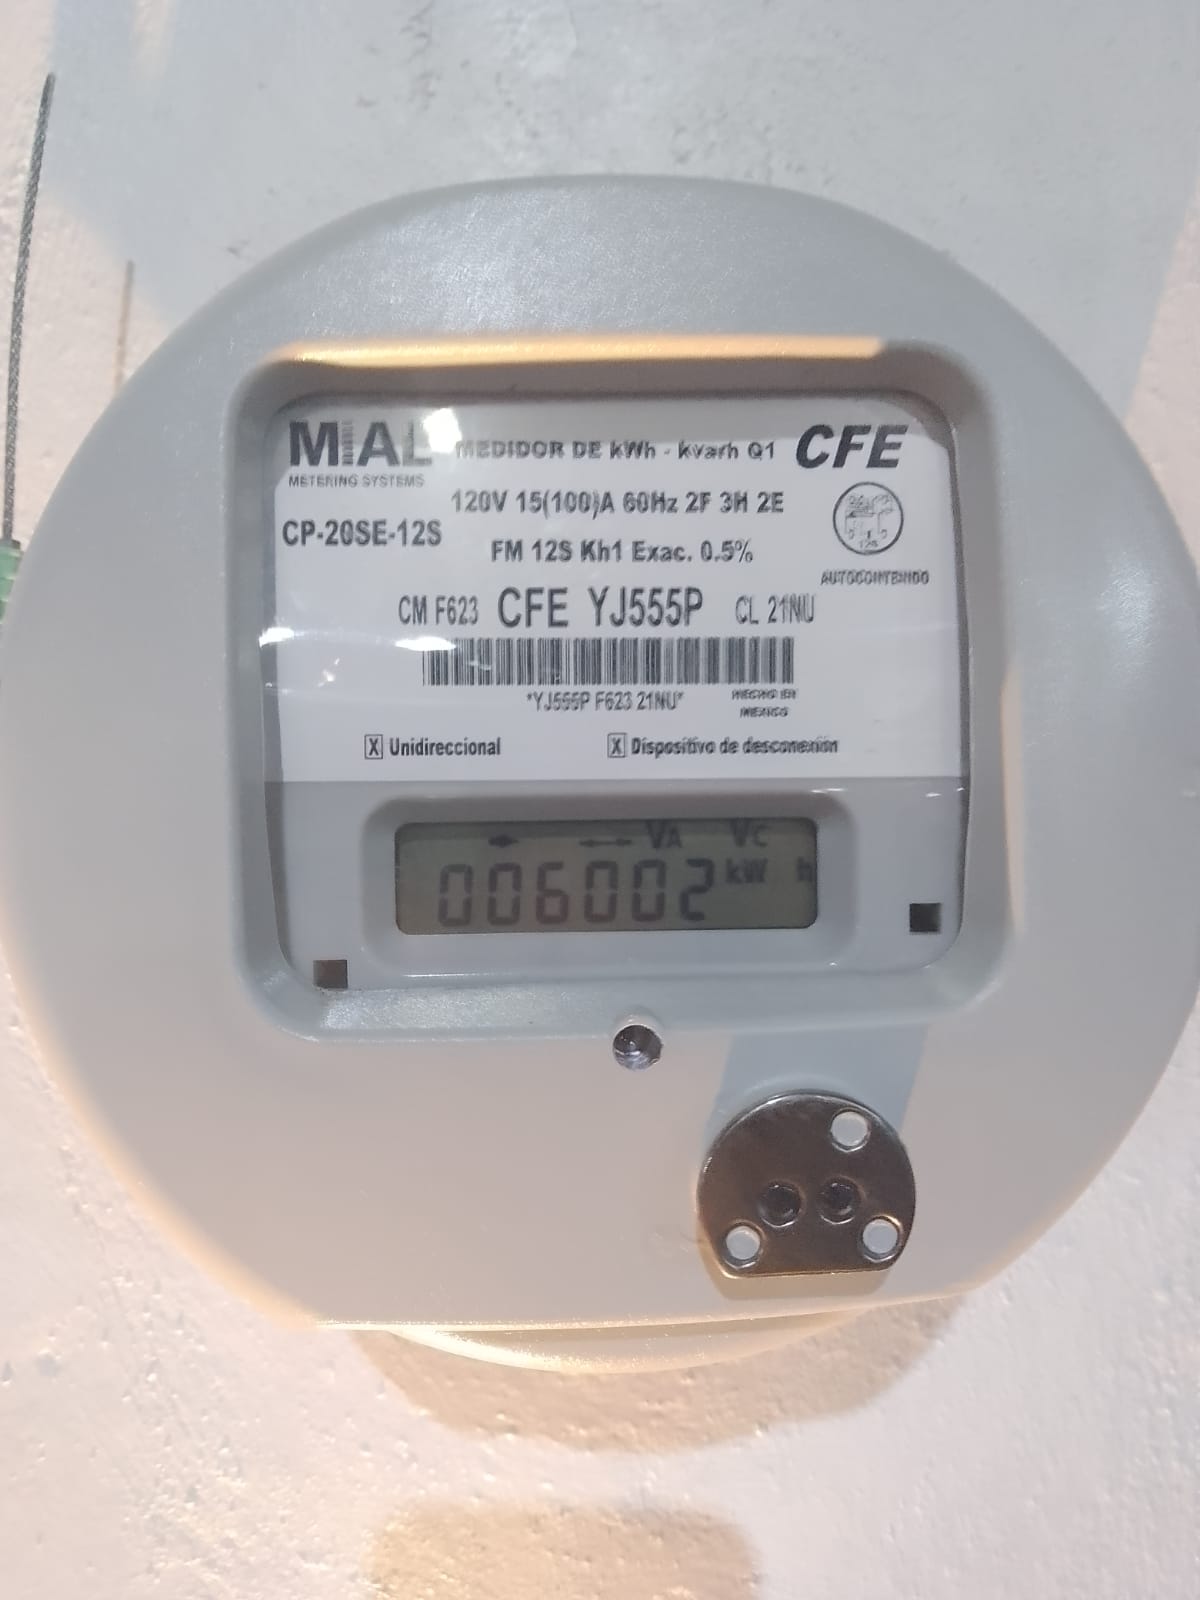 MIAL MEDIDOR DE kWh - kvarh Q1 CFE
METERING SYSTEMS
120V 15(100)A 60Hz 2F 3H 2E
CP-20SE-12S
FM 12S Kh1 Exac. 0.5%
AUTOCONTENIDO
CM F623 CFE YJ555P CL 21NU
*YJ555P F623 21NU*
HECHO EN
MEXICO
X Unidireccional X Dispositivo de desconexión
VA VC
006002 kW h